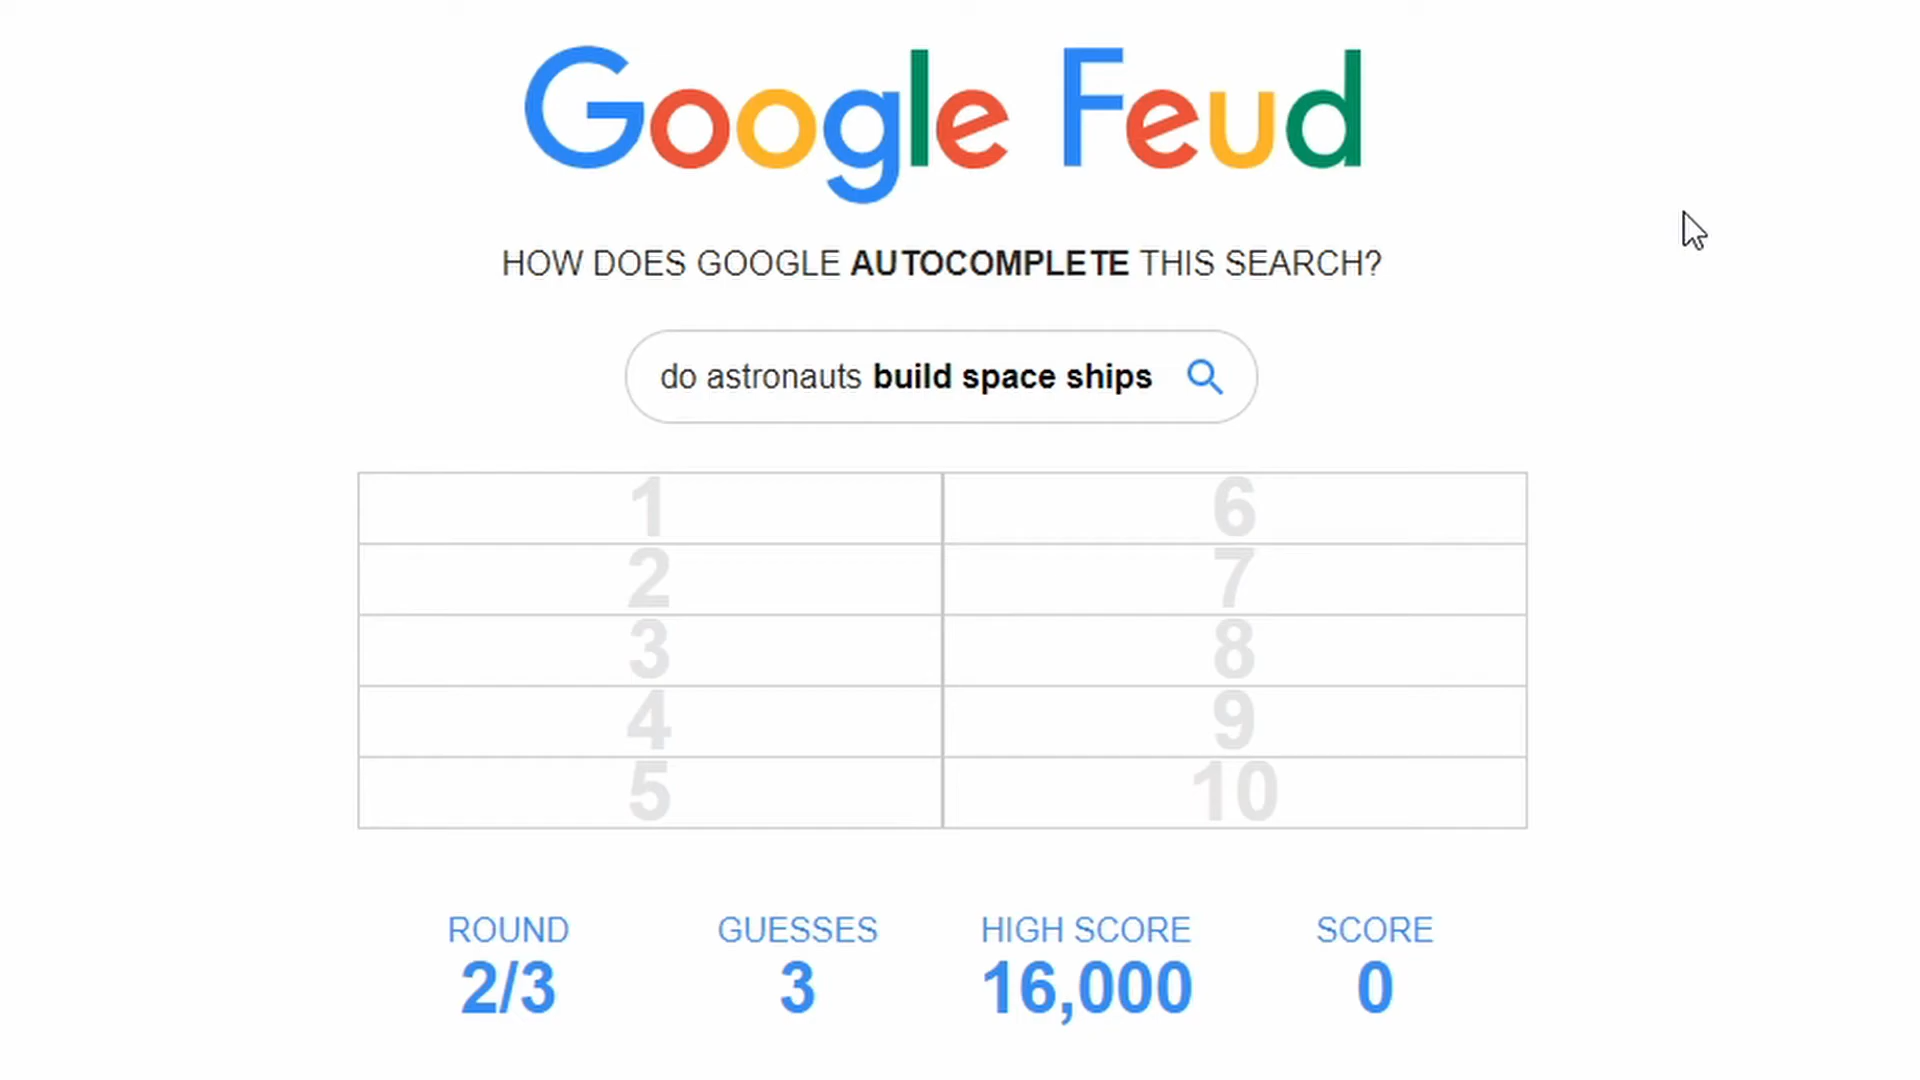 Google Feud
HOW DOES GOOGLE AUTOCOMPLETE THIS SEARCH?
do astronauts build space ships
1 6
2 7
3 8
4 9
5 10
ROUND GUESSES HIGH SCORE SCORE
2/3 3 16,000 0